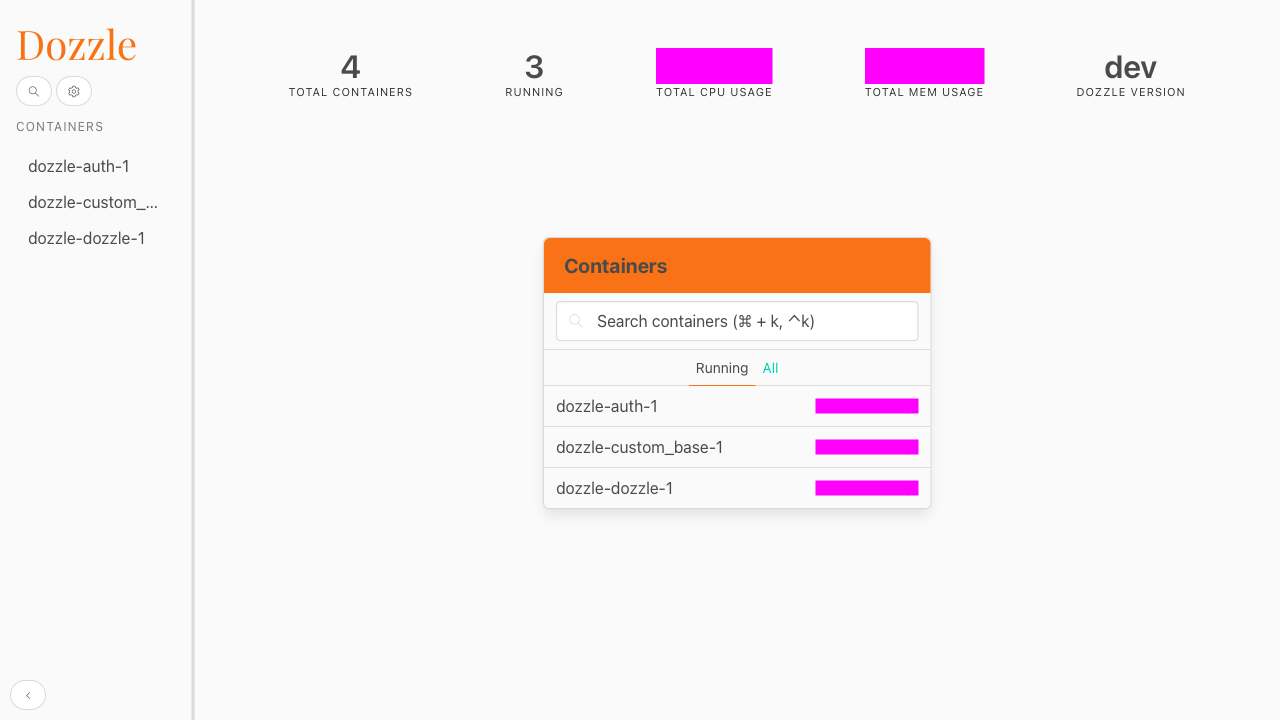 Dozzle
CONTAINERS
dozzle-auth-1
dozzle-custom_...
dozzle-dozzle-1
4
TOTAL CONTAINERS
3
RUNNING
TOTAL CPU USAGE
TOTAL MEM USAGE
dev
DOZZLE VERSION
Containers
Search containers (⌘ + k, ^k)
Running All
dozzle-auth-1
dozzle-custom_base-1
dozzle-dozzle-1